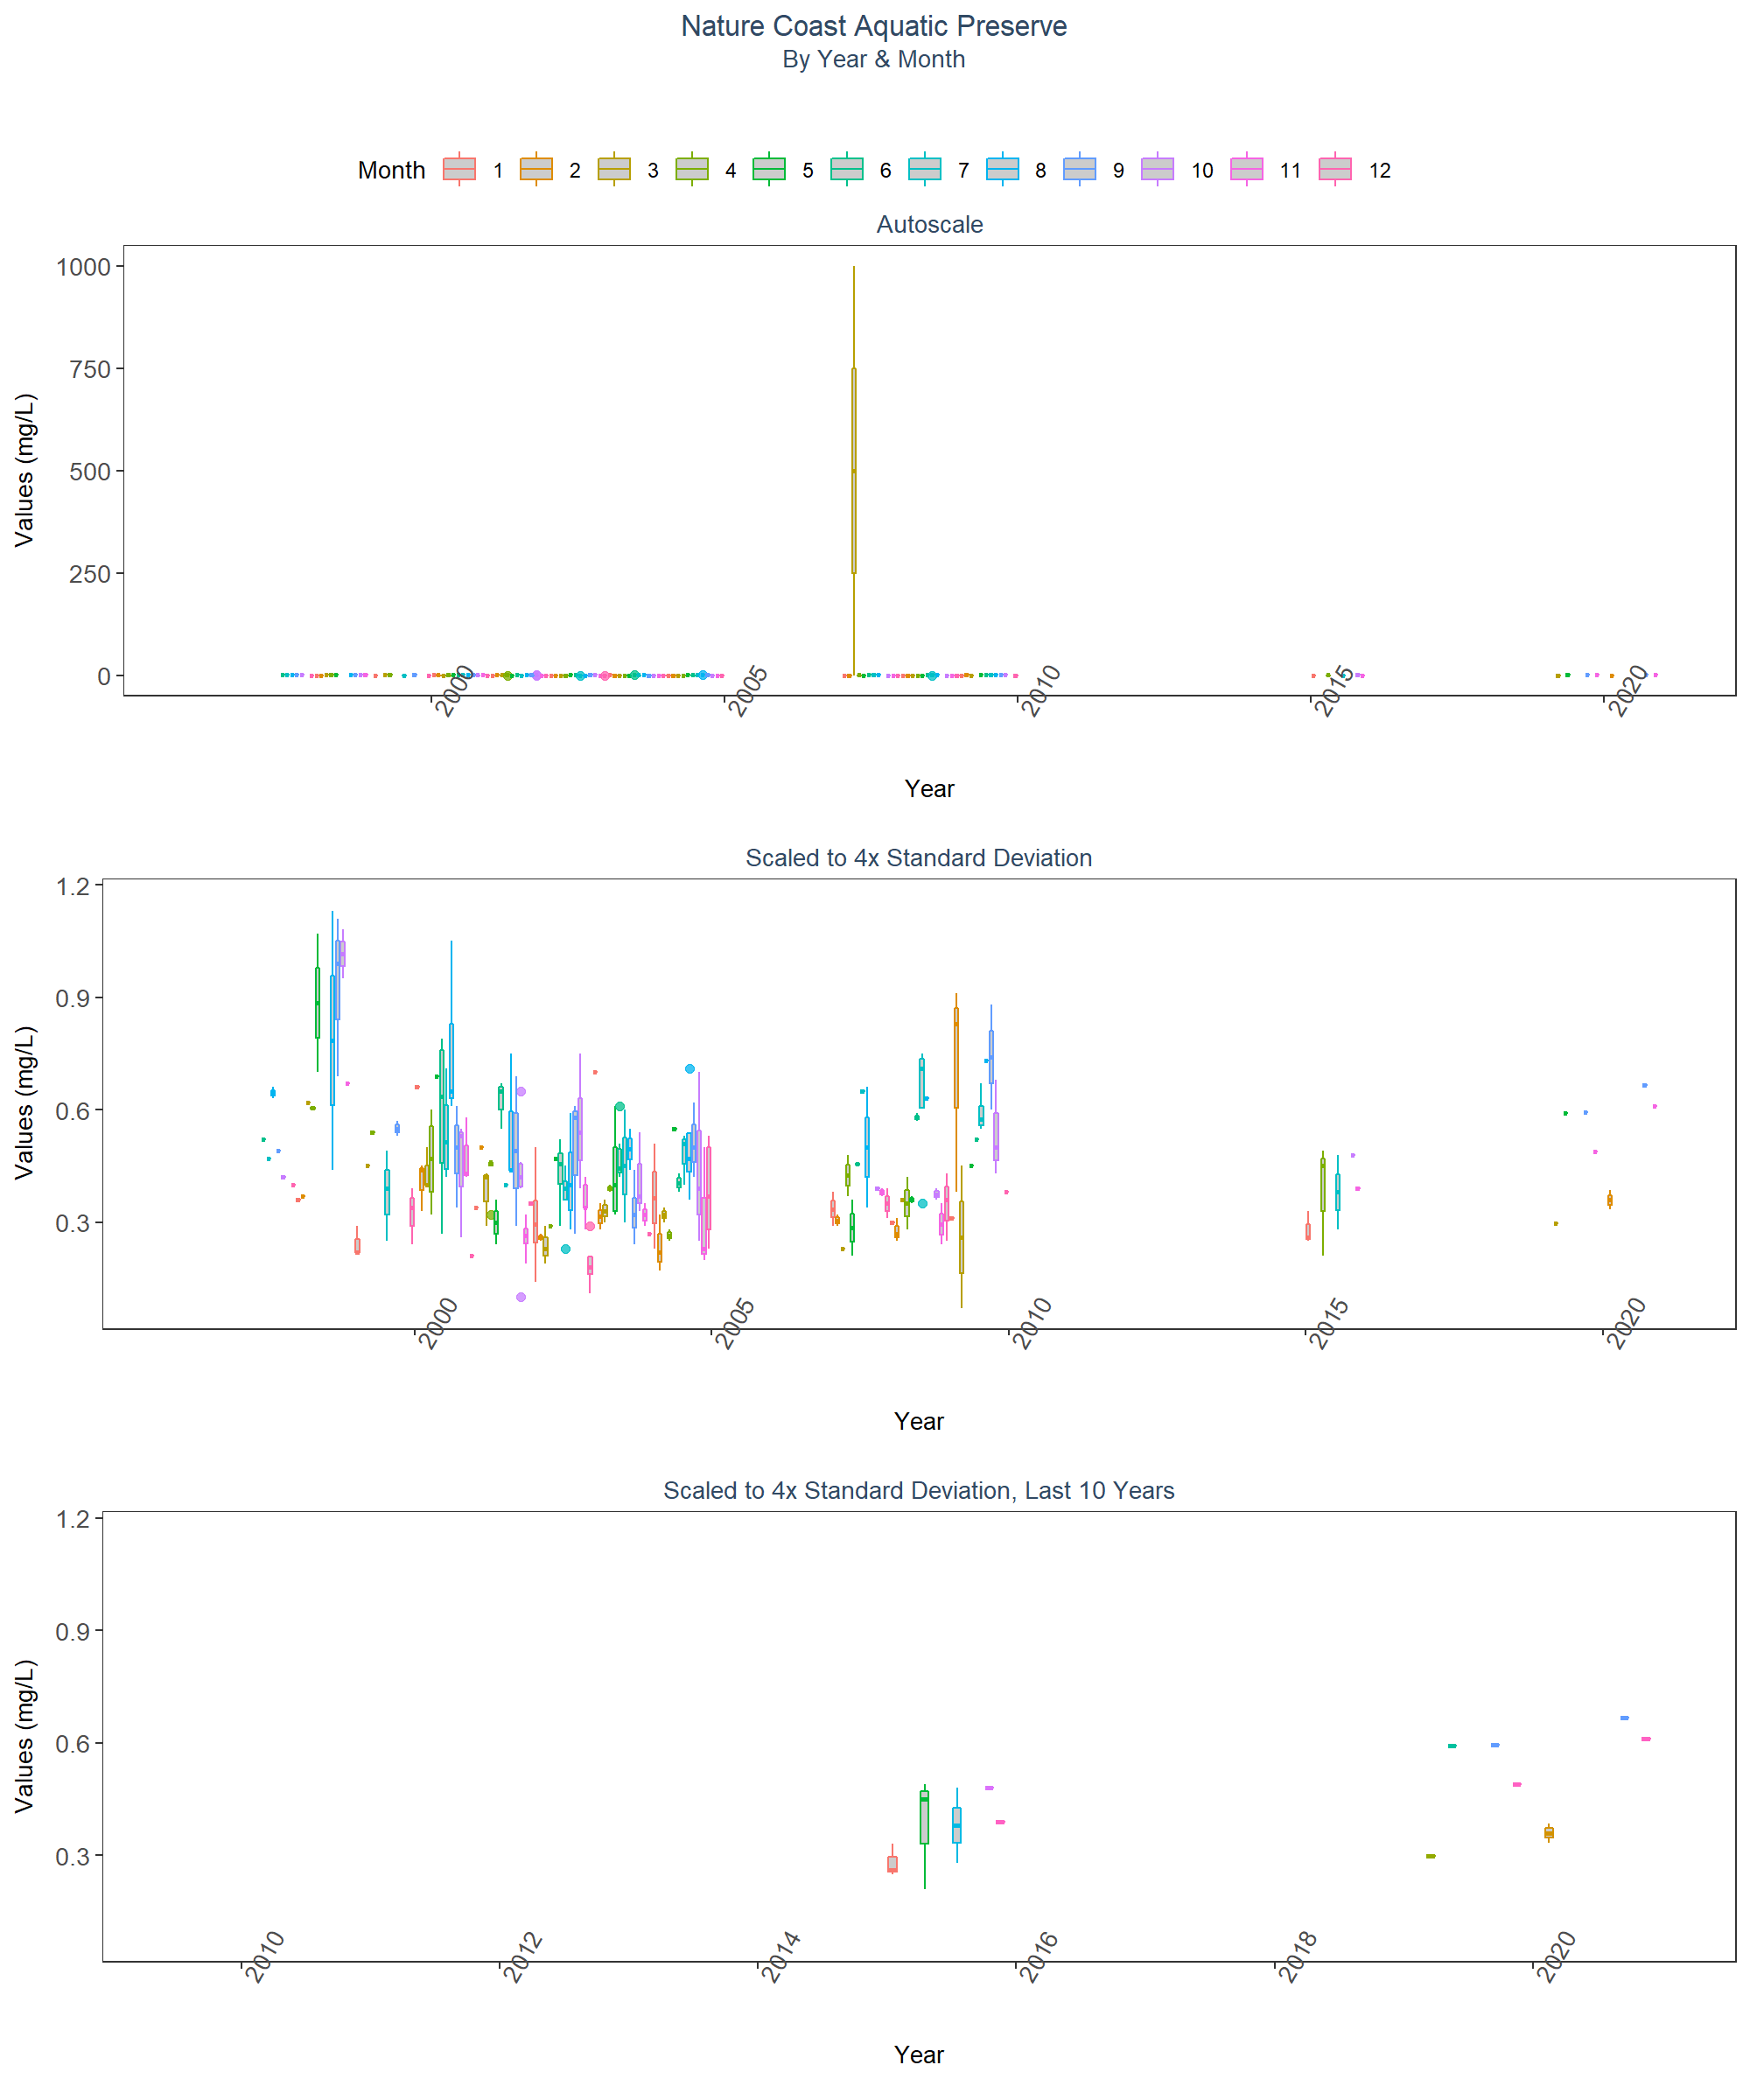 Nature Coast Aquatic Preserve
By Year & Month
Month 1 2 3 4 5 6 7 8 9 10 11 12
Autoscale
Values (mg/L)
1000
750
500
250
0
2000 2005 2010 2015 2020
Year
Scaled to 4x Standard Deviation
Values (mg/L)
1.2
0.9
0.6
0.3
2000 2005 2010 2015 2020
Year
Scaled to 4x Standard Deviation, Last 10 Years
Values (mg/L)
1.2
0.9
0.6
0.3
2010 2012 2014 2016 2018 2020
Year